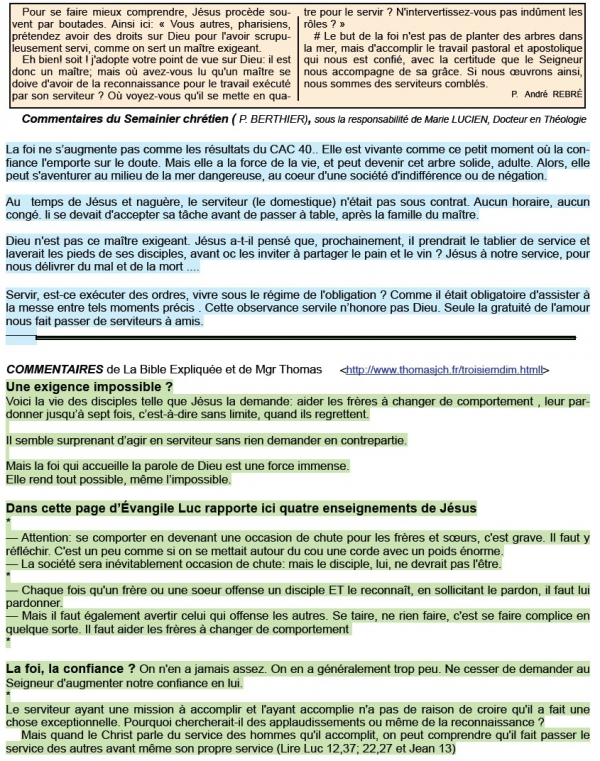 Pour se faire mieux comprendre, Jésus procède sou-
vent par boutades. Ainsi ici: « Vous autres, pharisiens,
prétendez avoir des droits sur Dieu pour l'avoir scrupu-
leusement servi, comme on sert un maître exigeant.
Eh bien! soit ! j'adopte votre point de vue sur Dieu: il est
donc un maître; mais où avez-vous lu qu'un maître se
doive d'avoir de la reconnaissance pour le travail exécuté
par son serviteur ? Où voyez-vous qu'il se mette en qua-
tre pour le servir ? N'intervertissez-vous pas indûment les
rôles ? »
# Le but de la foi n'est pas de planter des arbres dans
la mer, mais d'accomplir le travail pastoral et apostolique
qui nous est confié, avec la certitude que le Seigneur
nous accompagne de sa grâce. Si nous œuvrons ainsi,
nous sommes des serviteurs comblés.
P. André REBRÉ
Commentaires du Semainier chrétien ( P. BERTHIER), sous la responsabilité de Marie LUCIEN, Docteur en Théologie
La foi ne s'augmente pas comme les résultats du CAC 40.. Elle est vivante comme ce petit moment où la con-
fiance l'emporte sur le doute. Mais elle a la force de la vie, et peut devenir cet arbre solide, adulte. Alors, elle
peut s'aventurer au milieu de la mer dangereuse, au coeur d'une société d'indifférence ou de négation.
Au temps de Jésus et naguère, le serviteur (le domestique) n'était pas sous contrat. Aucun horaire, aucun
congé. Ii se devait d'accepter sa tâche avant de passer à table, après la famille du maître.
Dieu n'est pas ce maître exigeant. Jésus a-t-il pensé que, prochainement, il prendrait le tablier de service et
laverait les pieds de ses disciples, avant oc les inviter à partager le pain et le vin ? Jésus à notre service, pour
nous délivrer du mal et de la mort ....
Servir, est-ce exécuter des ordres, vivre sous le régime de l'obligation ? Comme il était obligatoire d'assister à
la messe entre tels moments précis . Cette observance servile n'honore pas Dieu. Seule la gratuité de l'amour
nous fait passer de serviteurs à amis.
COMMENTAIRES de La Bible Expliquée et de Mgr Thomas <http://www.thomasjch.fr/troisiemdim.htmll>
Une exigence impossible ?
Voici la vie des disciples telle que Jésus la demande: aider les frères à changer de comportement , leur par-
donner jusqu'à sept fois, c'est-à-dire sans limite, quand ils regrettent.
Il semble surprenant d'agir en serviteur sans rien demander en contrepartie.
Mais la foi qui accueille la parole de Dieu est une force immense.
Elle rend tout possible, même l'impossible.
Dans cette page d'Évangile Luc rapporte ici quatre enseignements de Jésus
*
— Attention: se comporter en devenant une occasion de chute pour les frères et sœurs, c'est grave. Il faut y
réfléchir. C'est un peu comme si on se mettait autour du cou une corde avec un poids énorme.
— La société sera inévitablement occasion de chute: mais le disciple, lui, ne devrait pas l'être.
*
— Chaque fois qu'un frère ou une soeur offense un disciple ET le reconnaît, en sollicitant le pardon, il faut lui
pardonner.
— Mais il faut également avertir celui qui offense les autres. Se taire, ne rien faire, c'est se faire complice en
quelque sorte. Il faut aider les frères à changer de comportement
*
La foi, la confiance ? On n'en a jamais assez. On en a généralement trop peu. Ne cesser de demander au
Seigneur d'augmenter notre confiance en lui.
*
Le serviteur ayant une mission à accomplir et l'ayant accomplie n'a pas de raison de croire qu'il a fait une
chose exceptionnelle. Pourquoi chercherait-il des applaudissements ou même de la reconnaissance ?
Mais quand le Christ parle du service des hommes qu'il accomplit, on peut comprendre qu'il fait passer le
service des autres avant même son propre service (Lire Luc 12,37; 22,27 et Jean 13)